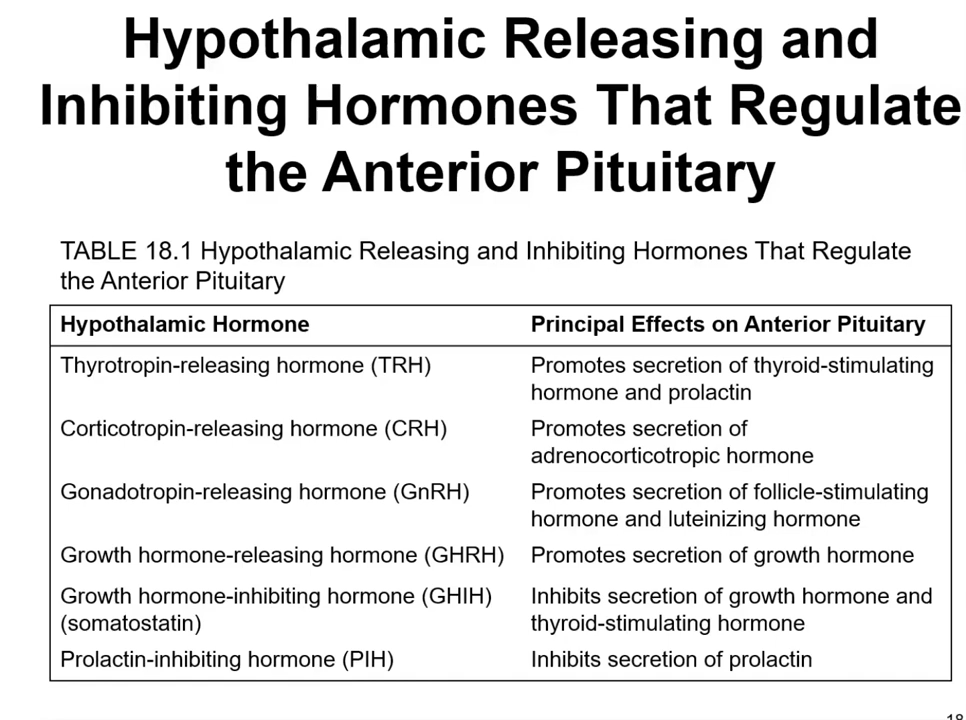 Hypothalamic Releasing and
Inhibiting Hormones That Regulate
the Anterior Pituitary
TABLE 18.1 Hypothalamic Releasing and Inhibiting Hormones That Regulate
the Anterior Pituitary
Hypothalamic Hormone Principal Effects on Anterior Pituitary
Thyrotropin-releasing hormone (TRH) Promotes secretion of thyroid-stimulating
hormone and prolactin
Corticotropin-releasing hormone (CRH) Promotes secretion of
adrenocorticotropic hormone
Gonadotropin-releasing hormone (GnRH) Promotes secretion of follicle-stimulating
hormone and luteinizing hormone
Growth hormone-releasing hormone (GHRH) Promotes secretion of growth hormone
Growth hormone-inhibiting hormone (GHIH) Inhibits secretion of growth hormone and
(somatostatin) thyroid-stimulating hormone
Prolactin-inhibiting hormone (PIH) Inhibits secretion of prolactin